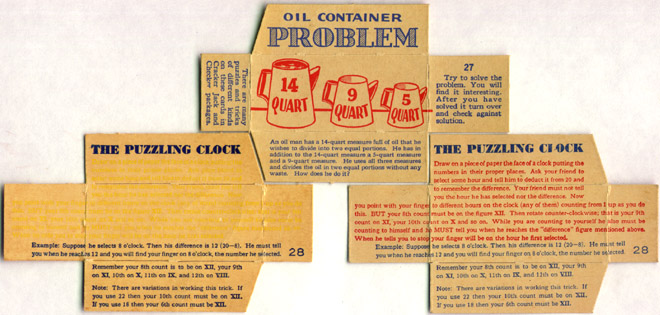 OIL CONTAINER
PROBLEM
14
QUART
9
QUART
5
QUART
There are many
puzzles and tricks
of different kinds
on these cards in
Cracker Jack and
Checker packages.
27
Try to solve the
problem. You will
find it interesting.
After you have
solved it turn over
and check against
solution.
An oil man has a 14-quart measure full of oil that he
wishes to divide into two equal portions. He has in
addition to the 14-quart measure a 5-quart measure
and a 9-quart measure. He uses all three measures
and divides the oil in two equal portions without any
waste. How does he do it?
THE PUZZLING CLOCK
Example: Suppose he selects 8 o'clock. Then his difference is 12 (20—8). He must tell
you when he reaches 12 and you will find your finger on 8 o'clock, the number he selected.
28
Remember your 8th count is to be on XII, your 9th
on XI, 10th on X, 11th on IX, and 12th on VIII.
Note: There are variations in working this trick. If
you use 22 then your 10th count must be on XII.
If you use 18 then your 6th count must be XII.
THE PUZZLING CLOCK
Draw on a piece of paper the face of a clock putting the
numbers in their proper places. Ask your friend to
select some hour and tell him to deduct it from 20 and
to remember the difference. Your friend must not tell
you the hour he has selected nor the difference. Now
you point with your finger to different hours on the clock (any of them) counting from 1 up as you do
this. BUT your 8th count must be on the figure XII. Then rotate counter-clockwise; that is your 9th
count on XI, your 10th count on X and so on. While you are counting to yourself he also must be
counting to himself and he MUST tell you when he reaches the "difference" figure mentioned above.
When he tells you to stop your finger will be on the hour he first selected.
Example: Suppose he selects 8 o'clock. Then his difference is 12 (20—8). He must tell
you when he reaches 12 and you will find your finger on 8 o'clock, the number he selected.
28
Remember your 8th count is to be on XII, your 9th
on XI, 10th on X, 11th on IX and 12th on VIII.
Note: There are variations in working this trick. If
you use 22 then your 10th count must be on XII.
If you use 18 then your 6th count must be XII.